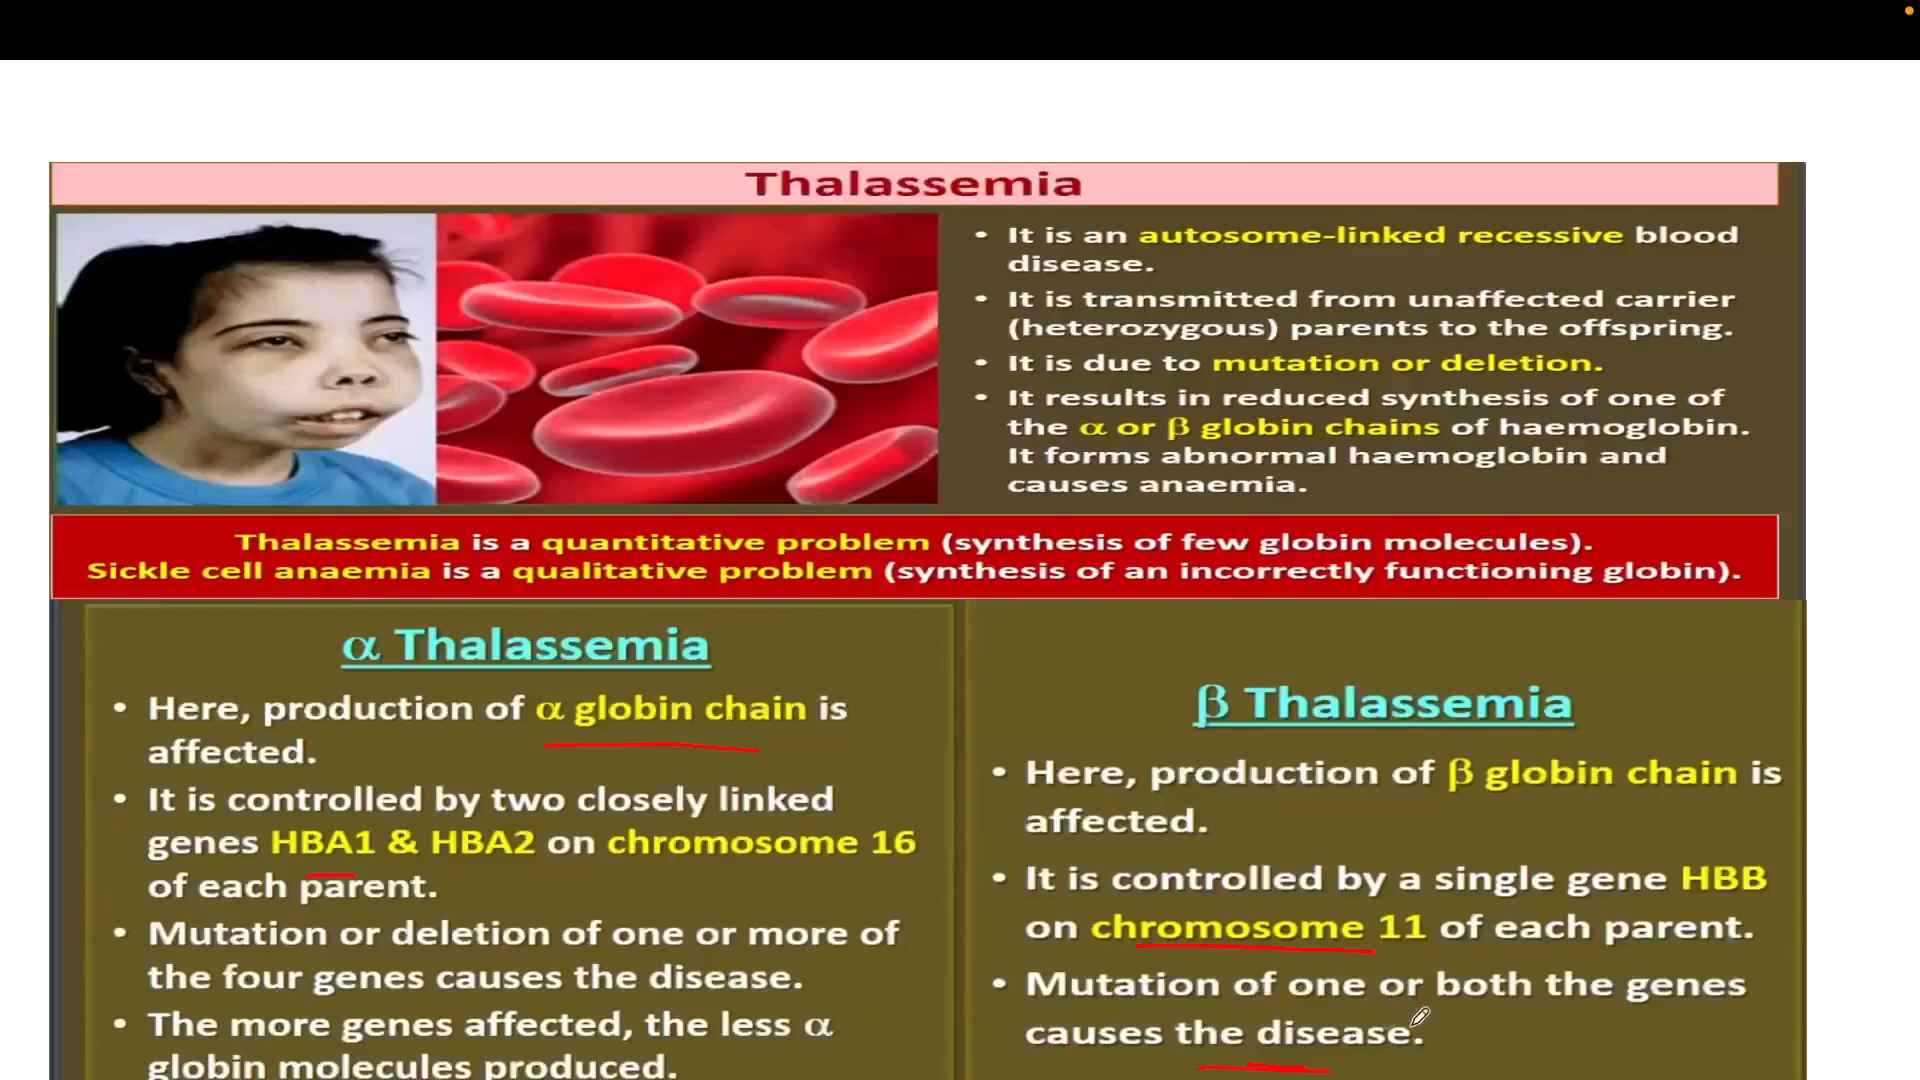 Thalassemia
• It is an autosome-linked recessive blood
disease.
• It is transmitted from unaffected carrier
(heterozygous) parents to the offspring.
• It is due to mutation or deletion.
• It results in reduced synthesis of one of
the α or β globin chains of haemoglobin.
It forms abnormal haemoglobin and
causes anaemia.
Thalassemia is a quantitative problem (synthesis of few globin molecules).
Sickle cell anaemia is a qualitative problem (synthesis of an incorrectly functioning globin).
α Thalassemia
• Here, production of α globin chain is
affected.
• It is controlled by two closely linked
genes HBA1 & HBA2 on chromosome 16
of each parent.
• Mutation or deletion of one or more of
the four genes causes the disease.
• The more genes affected, the less α
globin molecules produced.
β Thalassemia
• Here, production of β globin chain is
affected.
• It is controlled by a single gene HBB
on chromosome 11 of each parent.
• Mutation of one or both the genes
causes the disease.